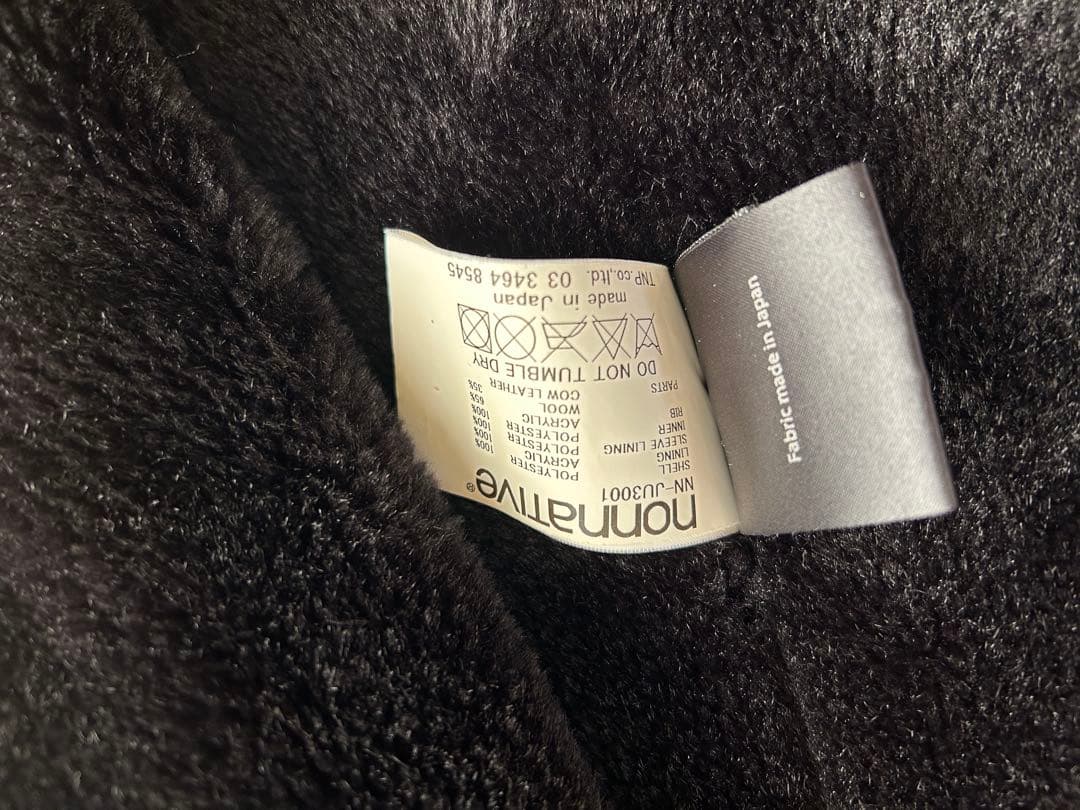 nonnative®
NN-JU3001
SHELL POLYESTER
LINING ACRYLIC 100%
SLEEVE LINING POLYESTER 100%
INNER POLYESTER 100%
RIB ACRYLIC 100%
WOOL 65%
PARTS COW LEATHER 35%
DO NOT TUMBLE DRY
made in Japan
TNP.co.,ltd. 03 3464 8545
Fabric made in Japan